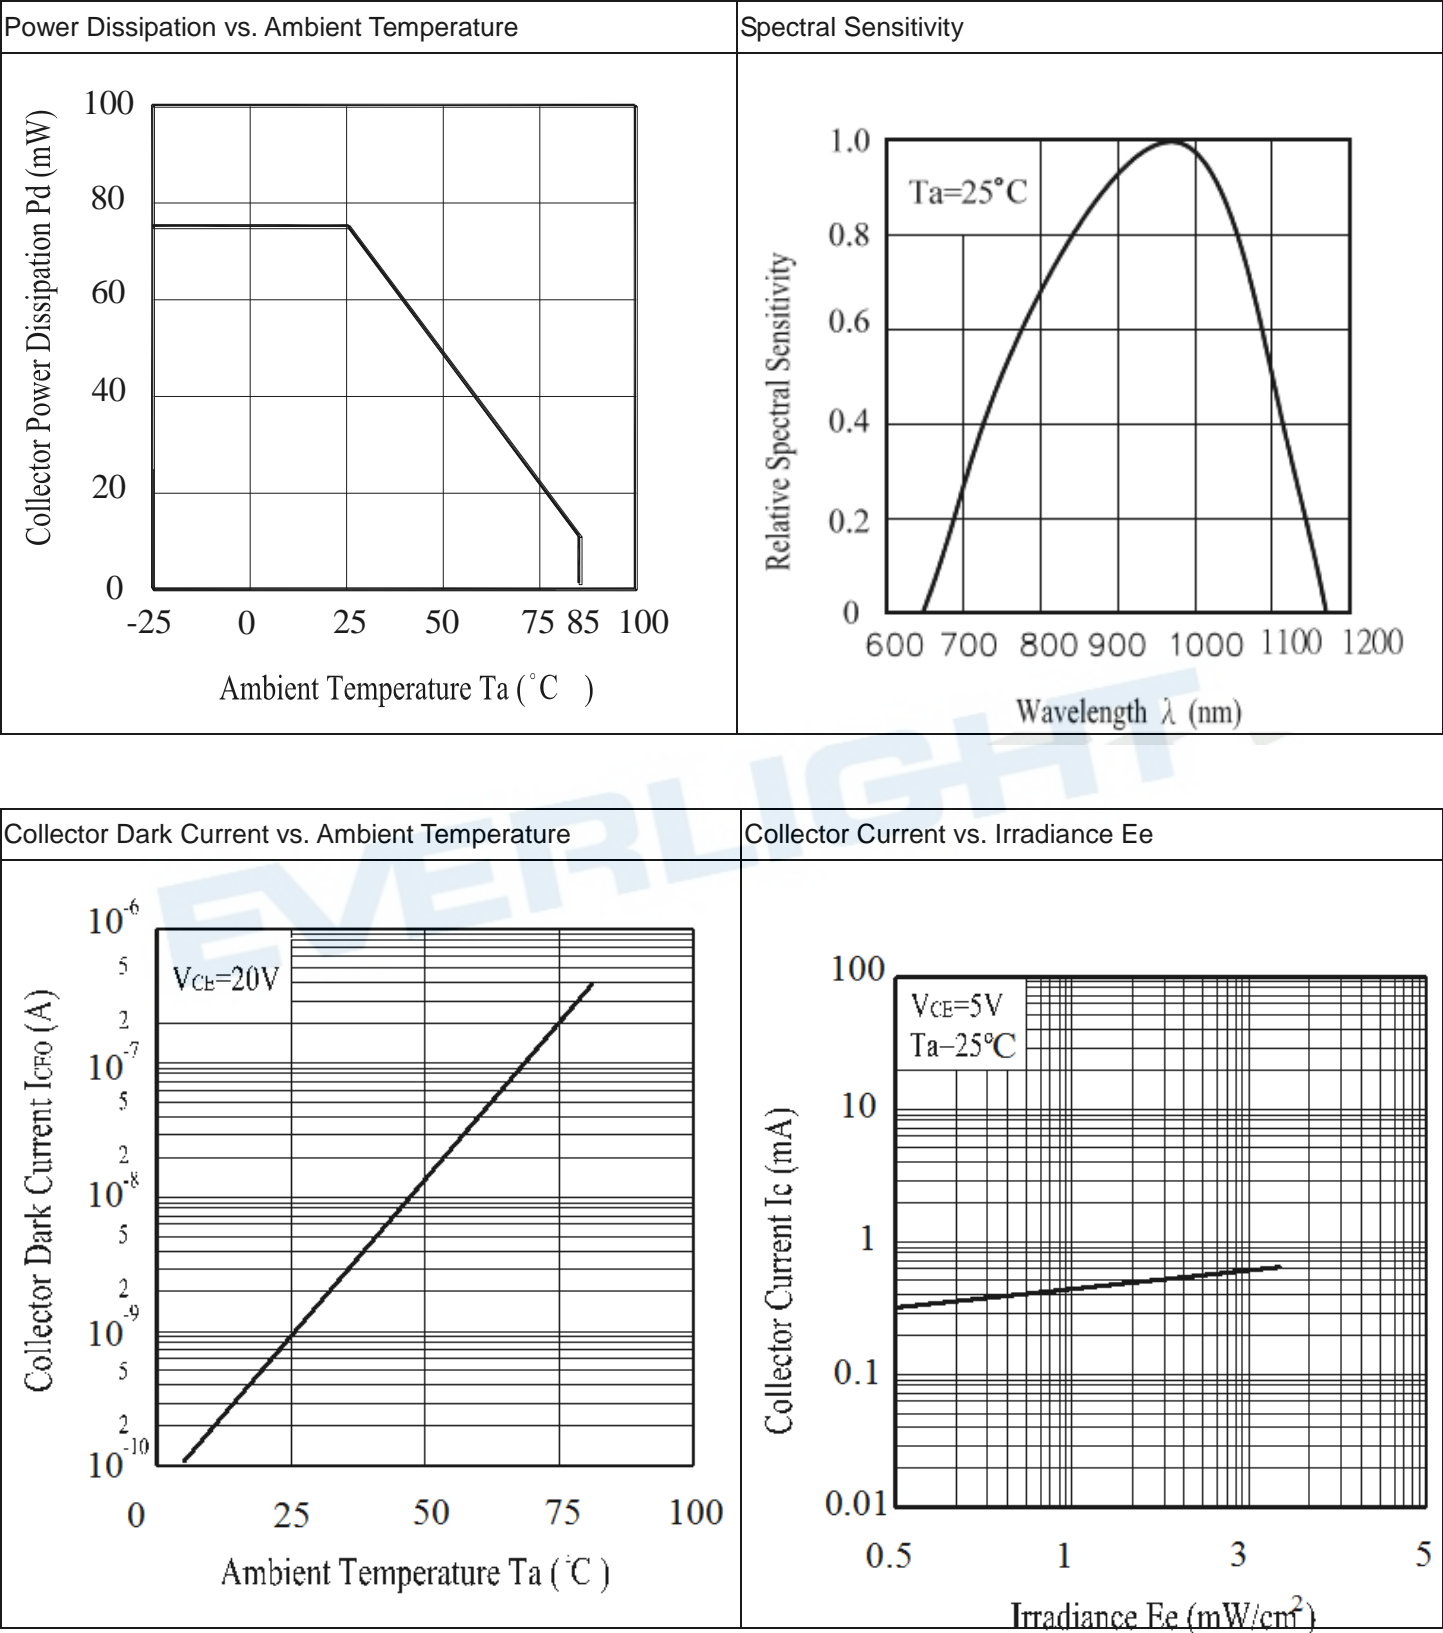 Power Dissipation vs. Ambient Temperature
Spectral Sensitivity
Collector Power Dissipation Pd (mW)
100
80
60
40
20
0
-25 0 25 50 75 85 100
Ambient Temperature Ta (°C )
Relative Spectral Sensitivity
1.0
0.8
0.6
0.4
0.2
0
Ta=25°C
600 700 800 900 1000 1100 1200
Wavelength λ (nm)
EVERLIGHT
Collector Dark Current vs. Ambient Temperature
Collector Current vs. Irradiance Ee
Collector Dark Current ICEO (A)
10⁻⁶
5
2
10⁻⁷
5
2
10⁻⁸
5
2
10⁻⁹
5
2
10⁻¹⁰
VCE=20V
0 25 50 75 100
Ambient Temperature Ta (°C )
Collector Current Ic (mA)
100
10
1
0.1
0.01
VCE=5V
Ta=25°C
0.5 1 3 5
Irradiance Ee (mW/cm²)